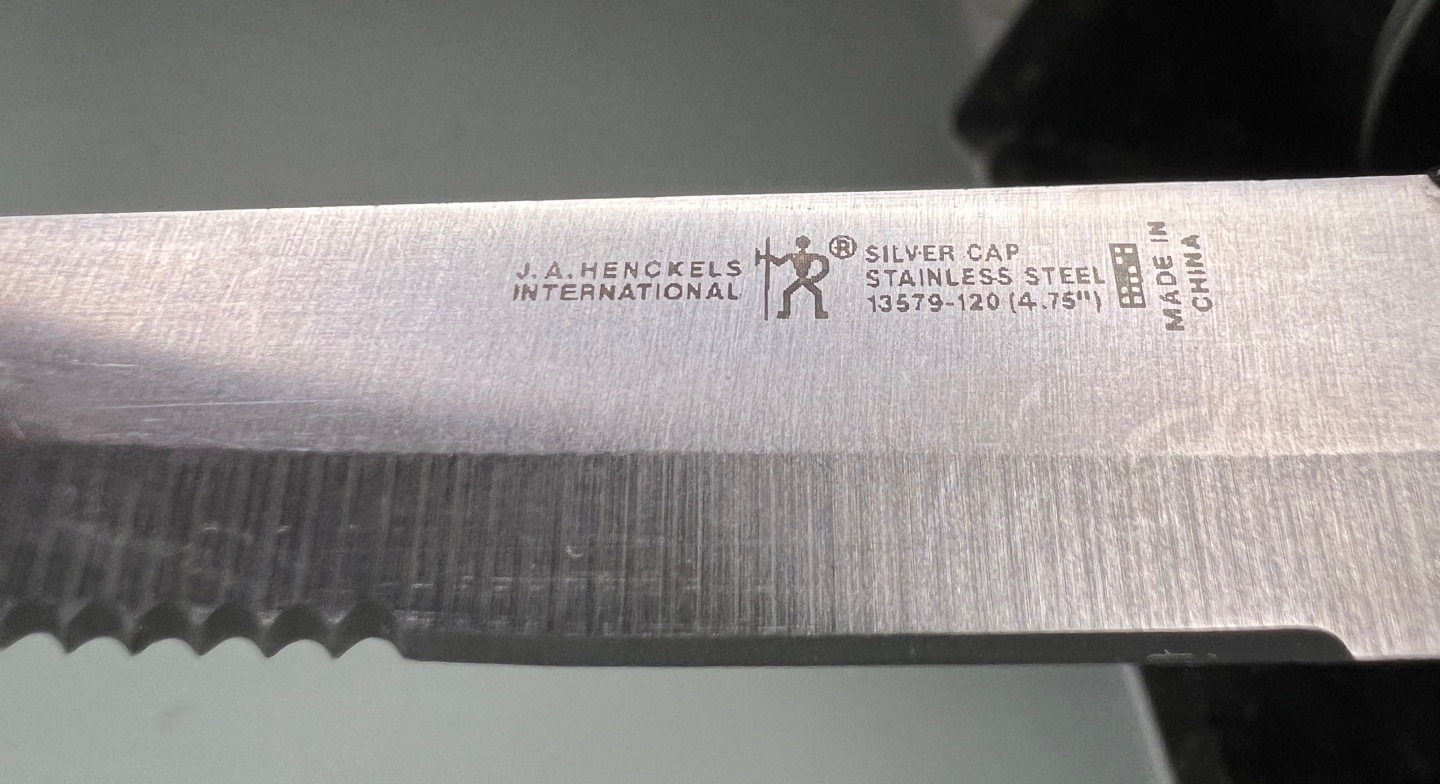 J.A. HENCKELS
INTERNATIONAL
®
SILVER CAP
STAINLESS STEEL
13579-120 (4.75")
MADE IN
CHINA